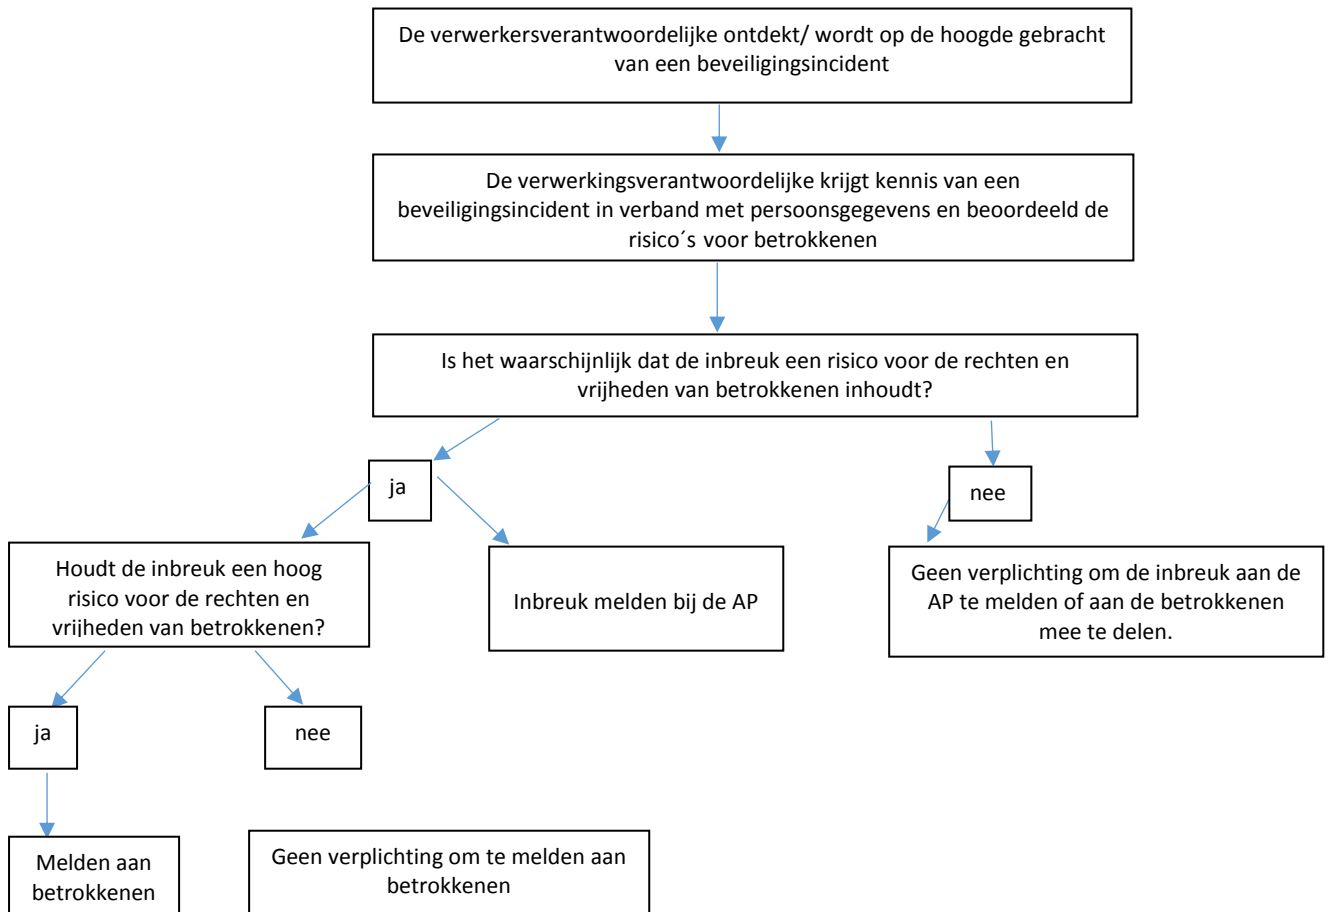 De verwerkersverantwoordelijke ontdekt/ wordt op de hoogde gebracht
van een beveiligingsincident
De verwerkingsverantwoordelijke krijgt kennis van een
beveiligingsincident in verband met persoonsgegevens en beoordeeld de
risico´s voor betrokkenen
Is het waarschijnlijk dat de inbreuk een risico voor de rechten en
vrijheden van betrokkenen inhoudt?
ja
nee
Houdt de inbreuk een hoog
risico voor de rechten en
vrijheden van betrokkenen?
Inbreuk melden bij de AP
Geen verplichting om de inbreuk aan de
AP te melden of aan de betrokkenen
mee te delen.
ja
nee
Melden aan
betrokkenen
Geen verplichting om te melden aan
betrokkenen